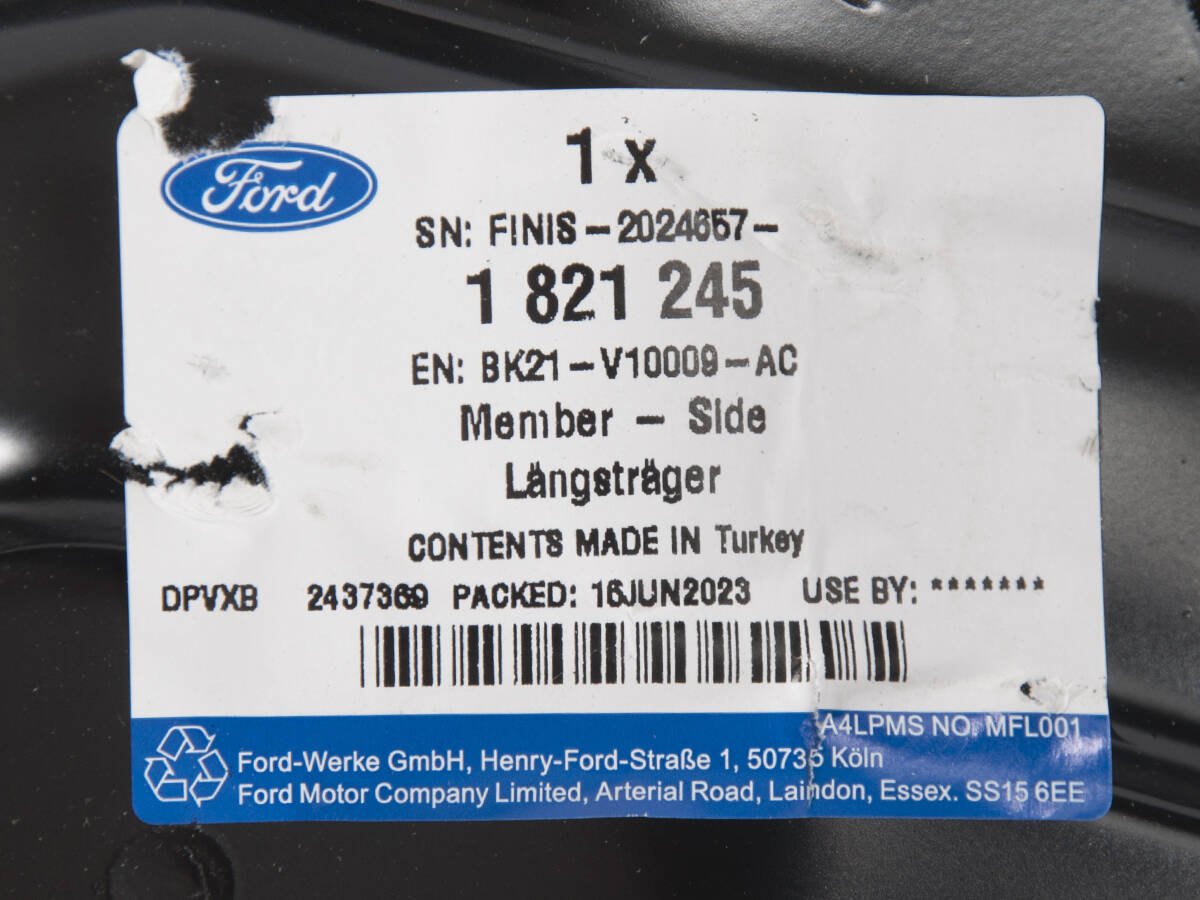 Ford
1 x
SN: FINIS-2024657-
1 821 245
EN: BK21-V10009-AC
Member - Side
Längsträger
CONTENTS MADE IN Turkey
DPVXB 2437369 PACKED: 16JUN2023 USE BY: *******
A4LPMS NO. MFL001
Ford-Werke GmbH, Henry-Ford-Straße 1, 50735 Köln
Ford Motor Company Limited, Arterial Road, Laindon, Essex. SS15 6EE